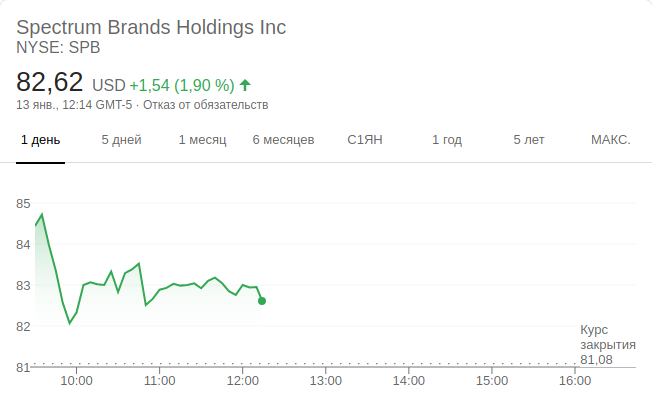 Spectrum Brands Holdings Inc
NYSE: SPB
82,62 USD +1,54 (1,90 %)
13 янв., 12:14 GMT-5 · Отказ от обязательств
1 день 5 дней 1 месяц 6 месяцев С1ЯН 1 год 5 лет МАКС.
85
84
83
82
81
Курс
закрытия
81,08
10:00 11:00 12:00 13:00 14:00 15:00 16:00